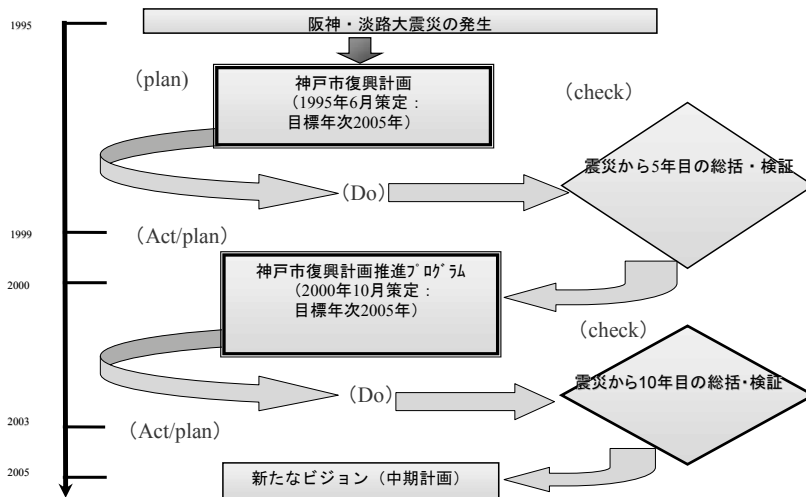 1995
阪神・淡路大震災の発生
（plan）
神戸市復興計画
（1995年6月策定：
目標年次2005年）
（check）
震災から5年目の総括・検証
（Do）
1999
（Act/plan）
神戸市復興計画推進ﾌﾟﾛｸﾞﾗﾑ
（2000年10月策定：
目標年次2005年）
2000
（check）
震災から10年目の総括・検証
（Do）
2003
（Act/plan）
新たなビジョン（中期計画）
2005